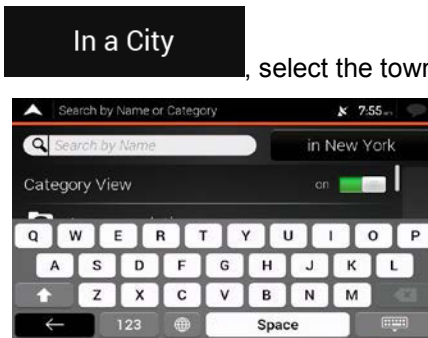 In a City
, select the town
Search by Name or Category 7:55
Search by Name in New York
Category View on
Q W E R T Y U I O P
A S D F G H J K L
Z X C V B N M
123 Space